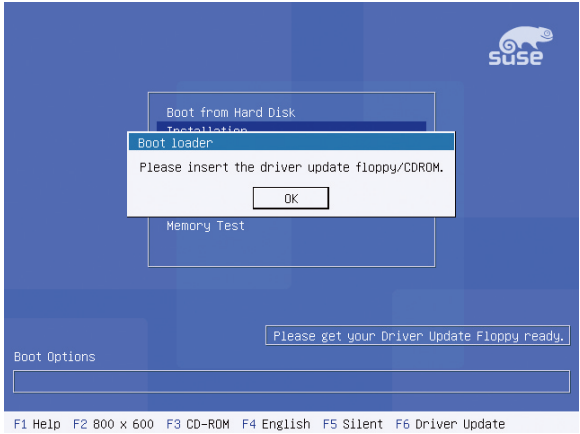 SUSE
Boot from Hard Disk
Installation
Boot loader
Please insert the driver update floppy/CDROM.
OK
Memory Test
Please get your Driver Update Floppy ready.
Boot Options
F1 Help F2 800 x 600 F3 CD-ROM F4 English F5 Silent F6 Driver Update